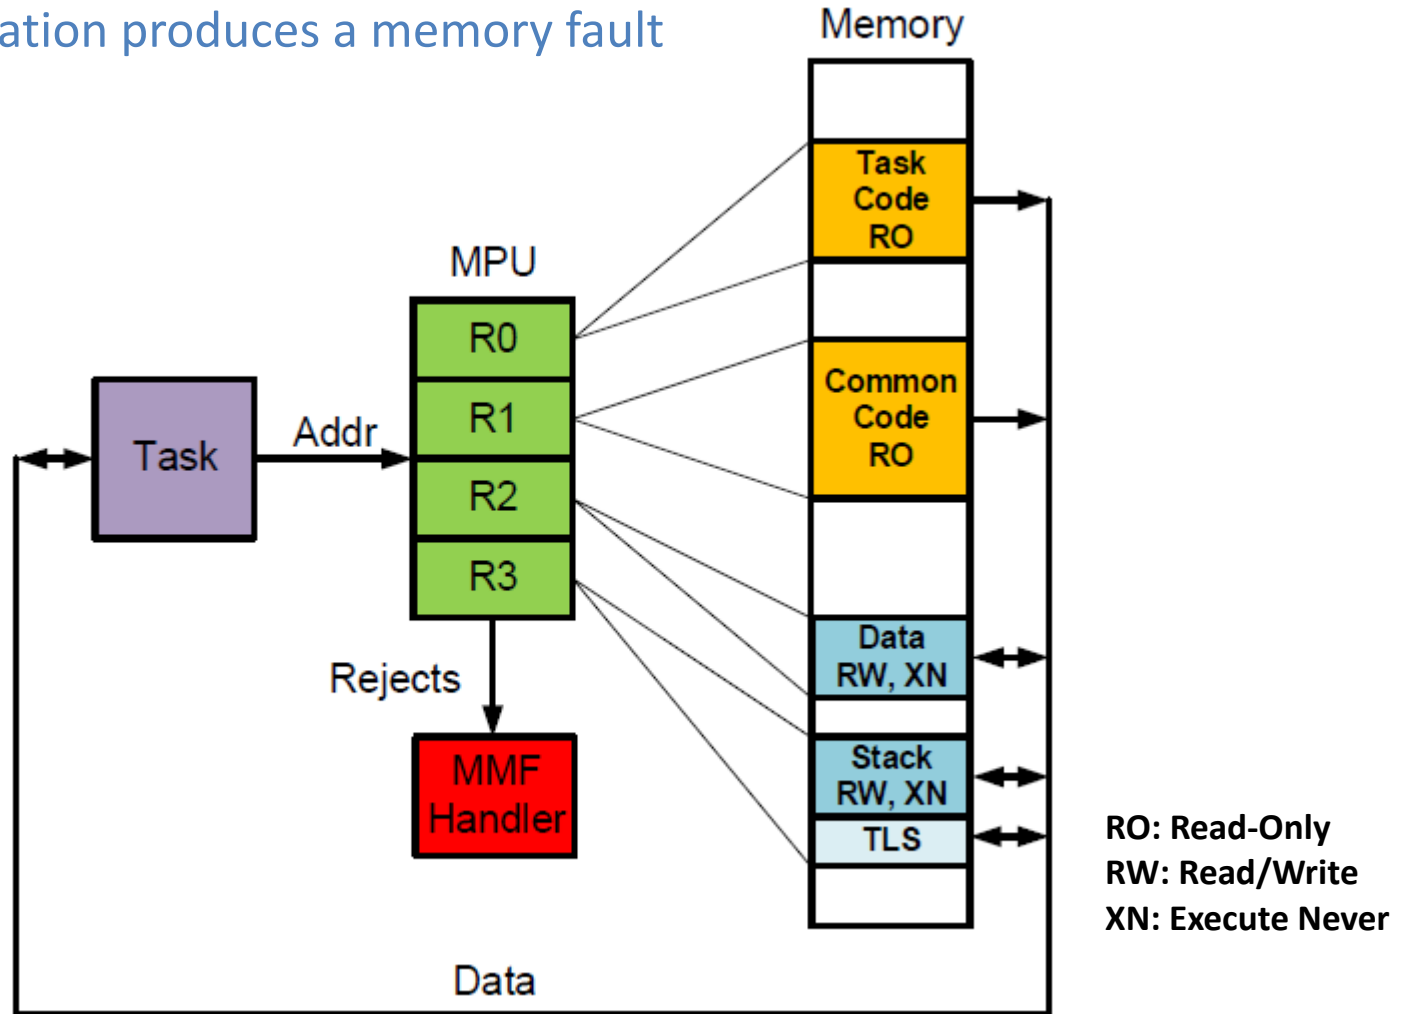 ation produces a memory fault
Memory
Task
Code
RO
MPU
R0
R1
R2
R3
Task
Addr
Common
Code
RO
Data
RW, XN
Rejects
MMF
Handler
Stack
RW, XN
TLS
RO: Read-Only
RW: Read/Write
XN: Execute Never
Data